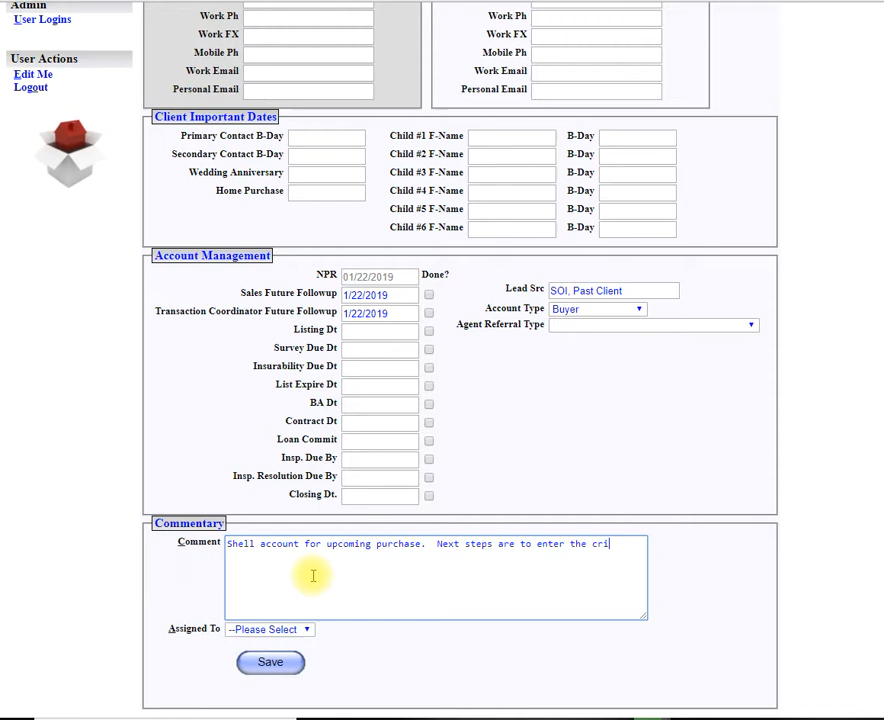 Admin
User Logins
User Actions
Edit Me
Logout
Work Ph
Work Ph
Work FX
Work FX
Mobile Ph
Mobile Ph
Work Email
Work Email
Personal Email
Personal Email
Client Important Dates
Primary Contact B-Day
Child #1 F-Name
B-Day
Secondary Contact B-Day
Child #2 F-Name
B-Day
Wedding Anniversary
Child #3 F-Name
B-Day
Home Purchase
Child #4 F-Name
B-Day
Child #5 F-Name
B-Day
Child #6 F-Name
B-Day
Account Management
NPR 01/22/2019 Done?
Sales Future Followup 1/22/2019
Transaction Coordinator Future Followup 1/22/2019
Listing Dt
Survey Due Dt
Insurability Due Dt
List Expire Dt
BA Dt
Contract Dt
Loan Commit
Insp. Due By
Insp. Resolution Due By
Closing Dt.
Lead Src SOI, Past Client
Account Type Buyer
Agent Referral Type
Commentary
Comment Shell account for upcoming purchase.  Next steps are to enter the cri
Assigned To --Please Select
Save